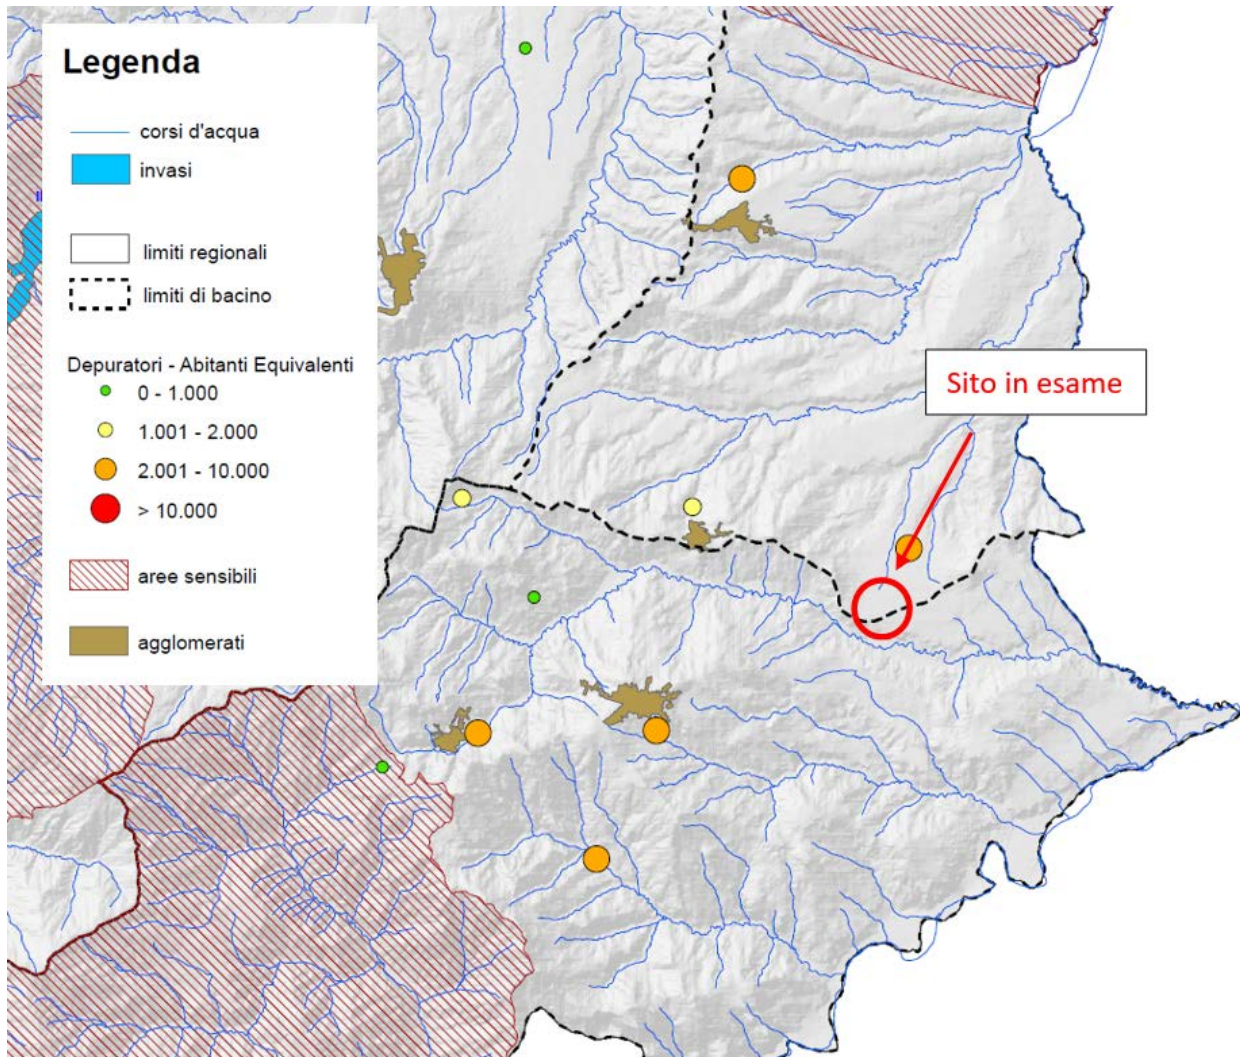 Legenda
corsi d'acqua
invasi
limiti regionali
limiti di bacino
Depuratori - Abitanti Equivalenti
0 - 1.000
1.001 - 2.000
2.001 - 10.000
> 10.000
aree sensibili
agglomerati
Sito in esame